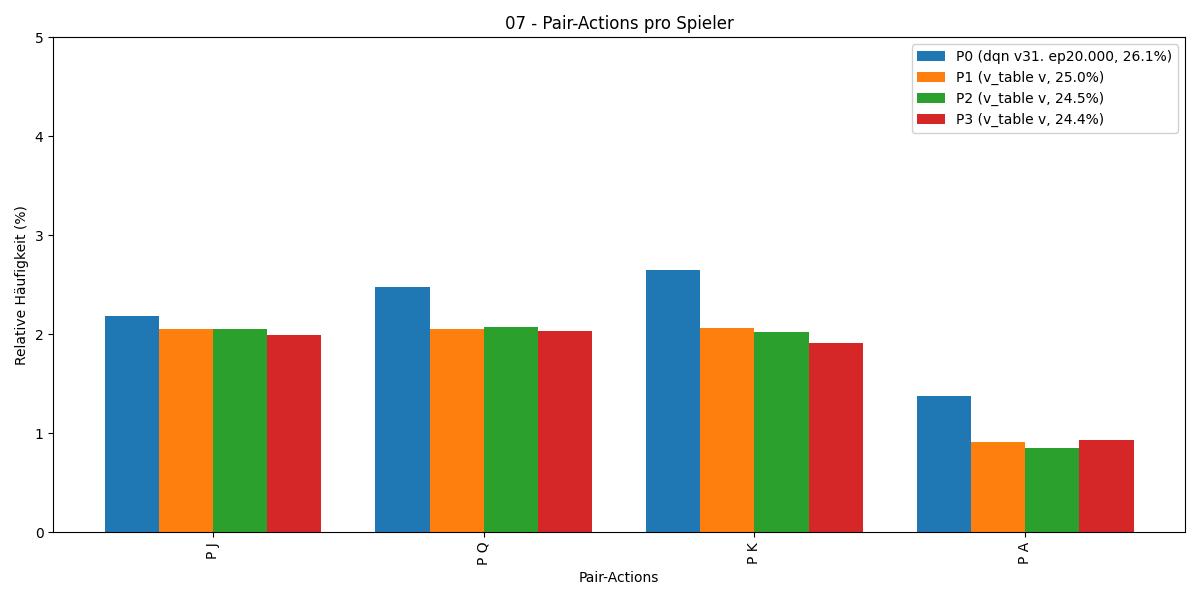 07 - Pair-Actions pro Spieler
P0 (dqn v31. ep20.000, 26.1%)
P1 (v_table v, 25.0%)
P2 (v_table v, 24.5%)
P3 (v_table v, 24.4%)
Relative Häufigkeit (%)
5
4
3
2
1
0
P J
P Q
P K
P A
Pair-Actions